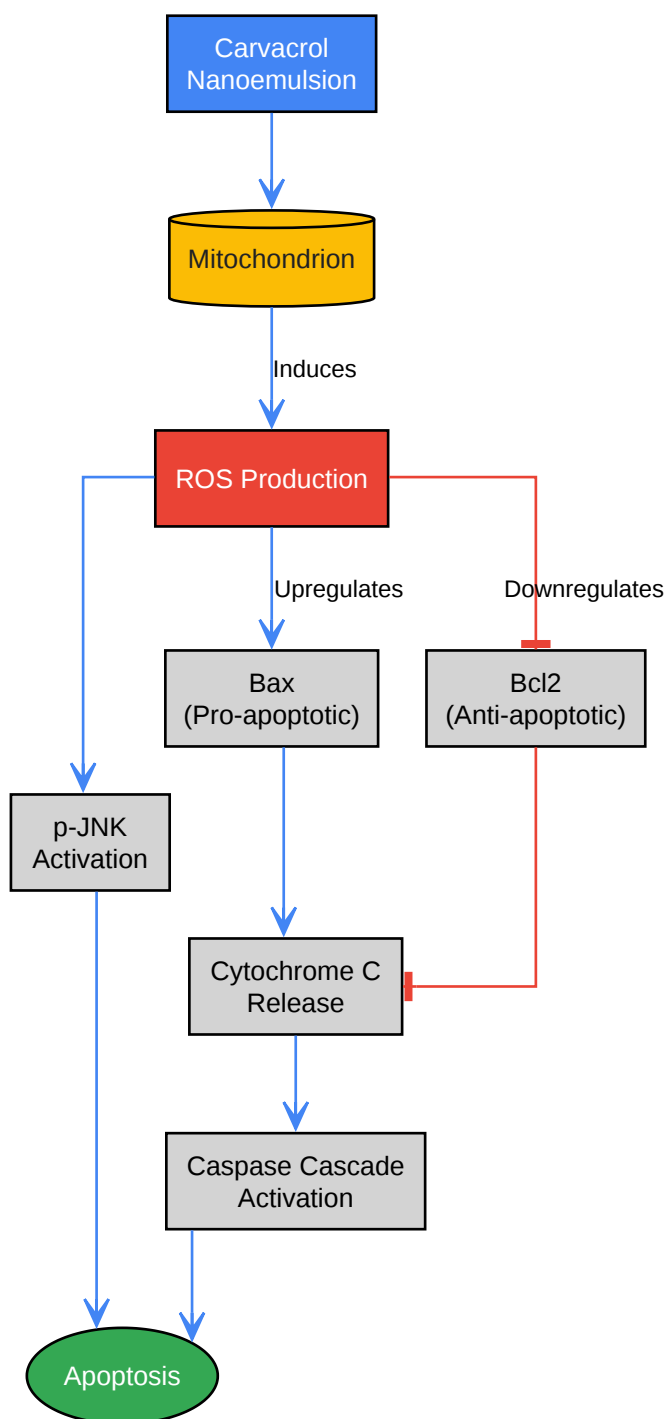 Carvacrol
Nanoemulsion
Mitochondrion
Induces
ROS Production
Upregulates
Downregulates
Bax
(Pro-apoptotic)
Bcl2
(Anti-apoptotic)
p-JNK
Activation
Cytochrome C
Release
Caspase Cascade
Activation
Apoptosis